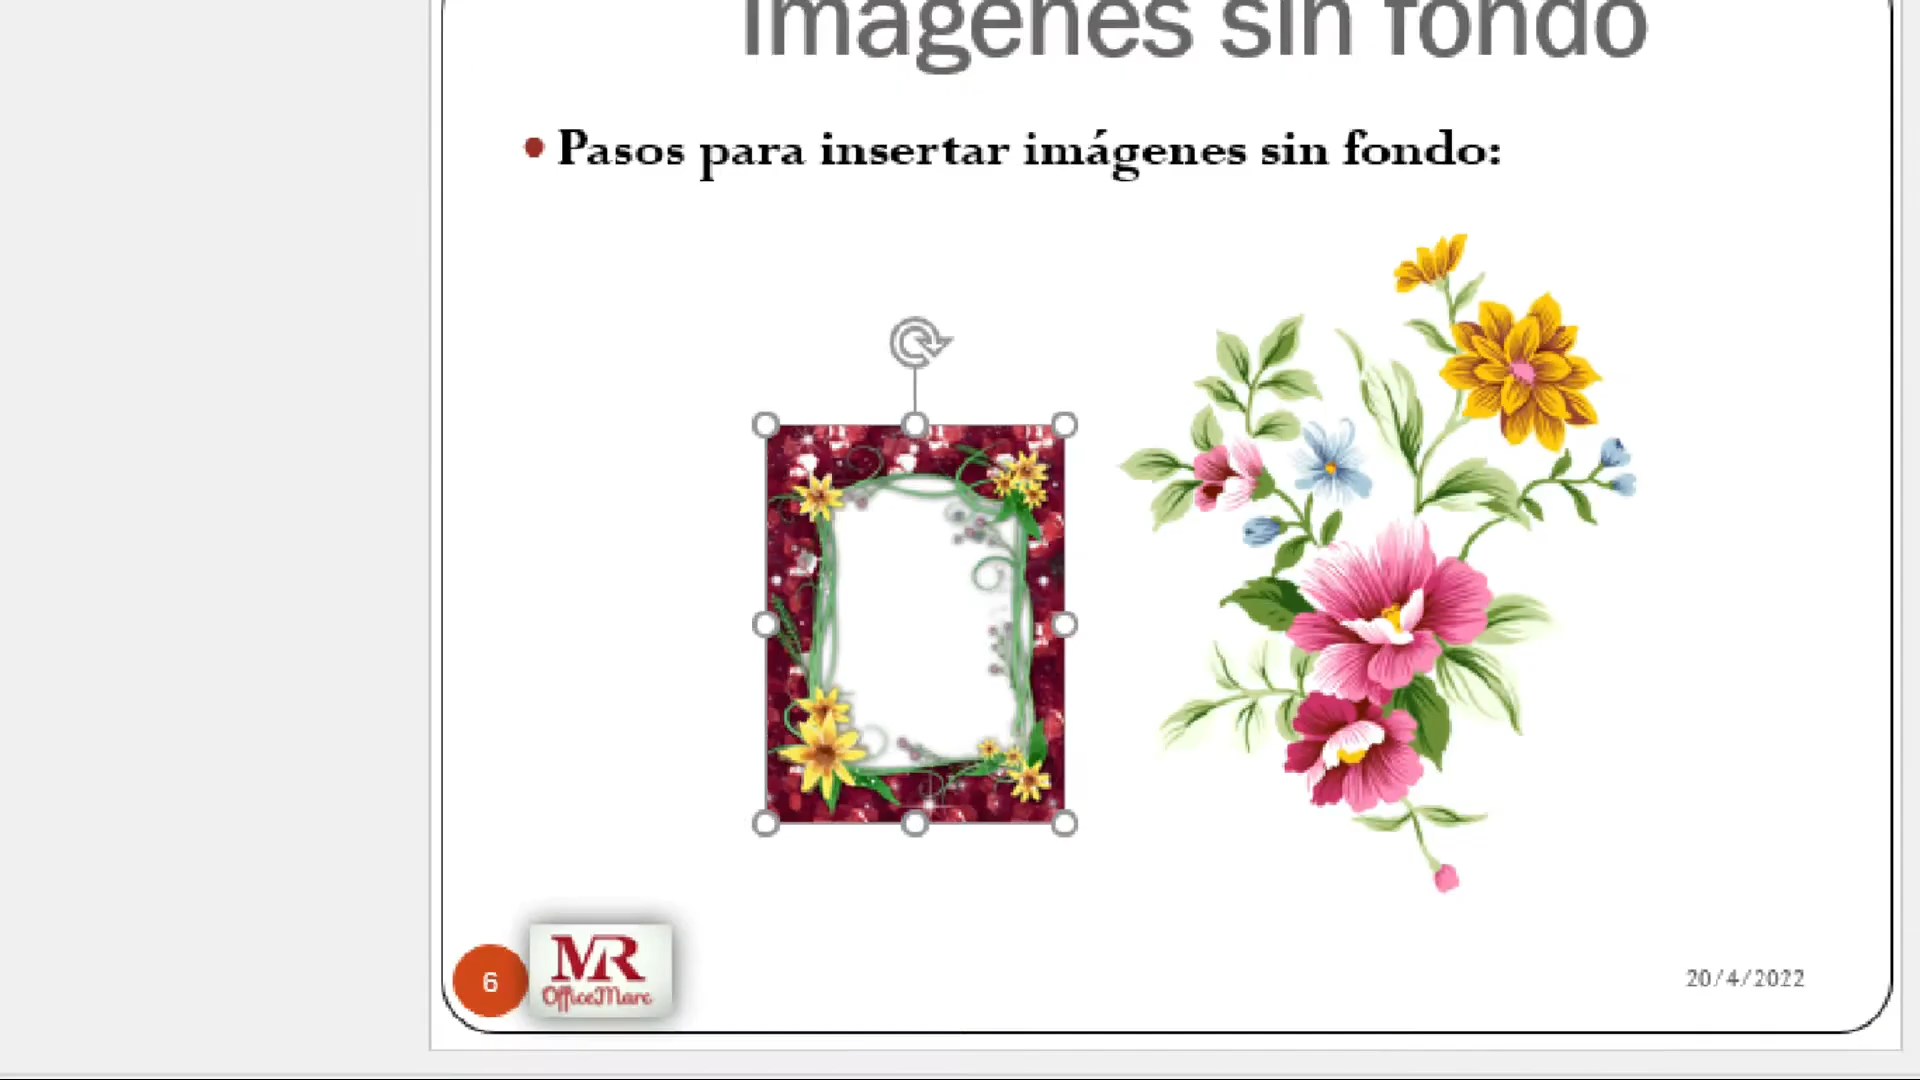 Imágenes sin fondo
• Pasos para insertar imágenes sin fondo:
6
MR
OfficeMarc
20/4/2022